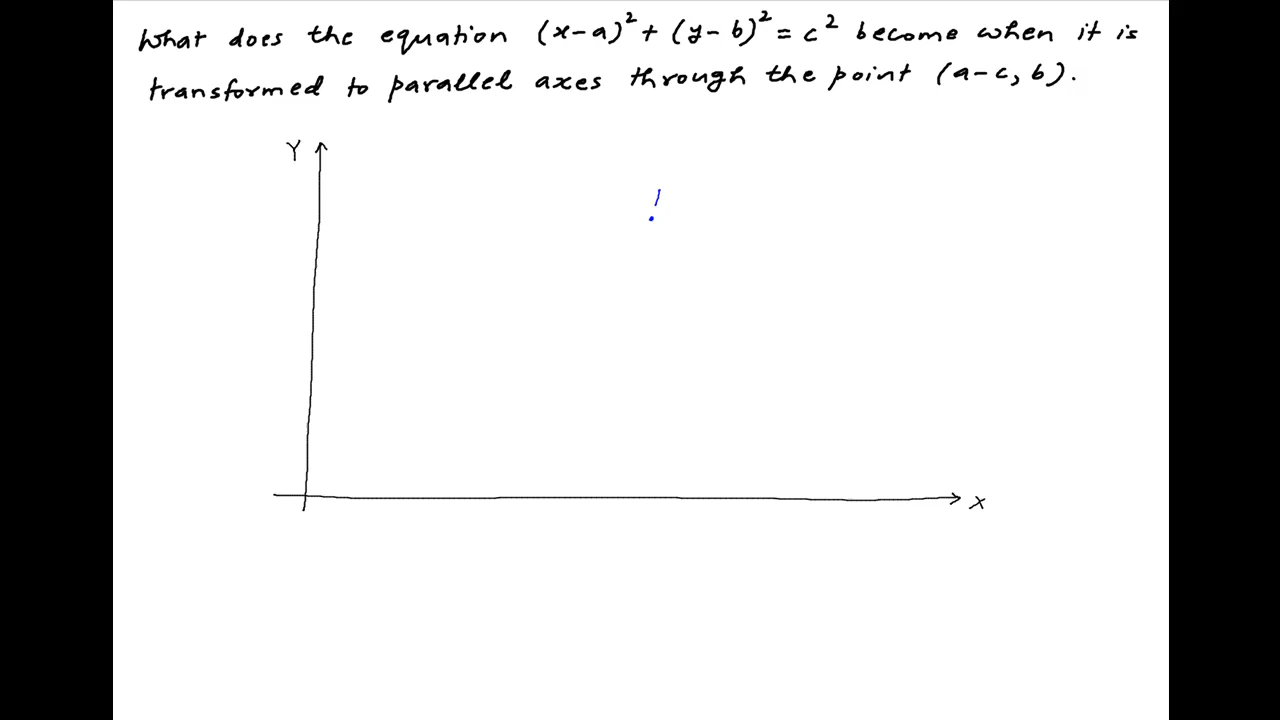 What does the equation (x-a)² + (y-b)² = c² become when it is
transformed to parallel axes through the point (a-c, b).
Y
X